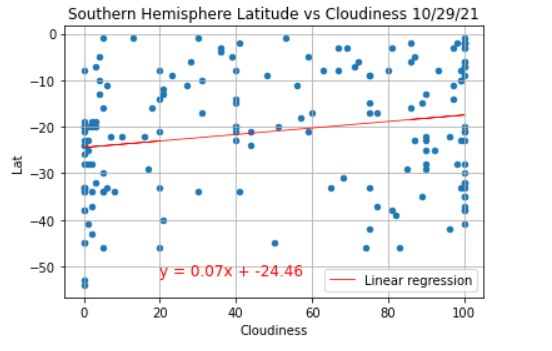 Southern Hemisphere Latitude vs Cloudiness 10/29/21
0
−10
−20
−30
−40
−50
Lat
y = 0.07x + -24.46
Linear regression
0 20 40 60 80 100
Cloudiness